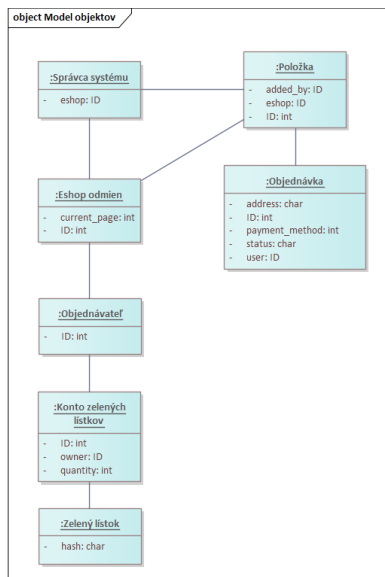 object Model objektov
:Správca systému
- eshop: ID
:Položka
- added_by: ID
- eshop: ID
- ID: int
:Eshop odmien
- current_page: int
- ID: int
:Objednávka
- address: char
- ID: int
- payment_method: int
- status: char
- user: ID
:Objednávateľ
- ID: int
:Konto zelených
lístkov
- ID: int
- owner: ID
- quantity: int
:Zelený lístok
- hash: char